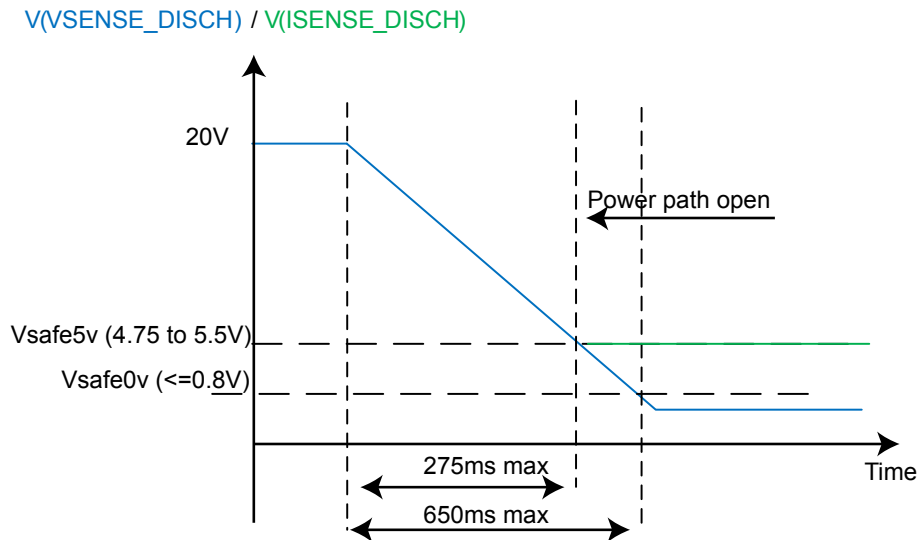 V(VSENSE_DISCH) / V(ISENSE_DISCH)
20V
Power path open
Vsafe5v (4.75 to 5.5V)
Vsafe0v (<=0.8V)
275ms max
Time
650ms max